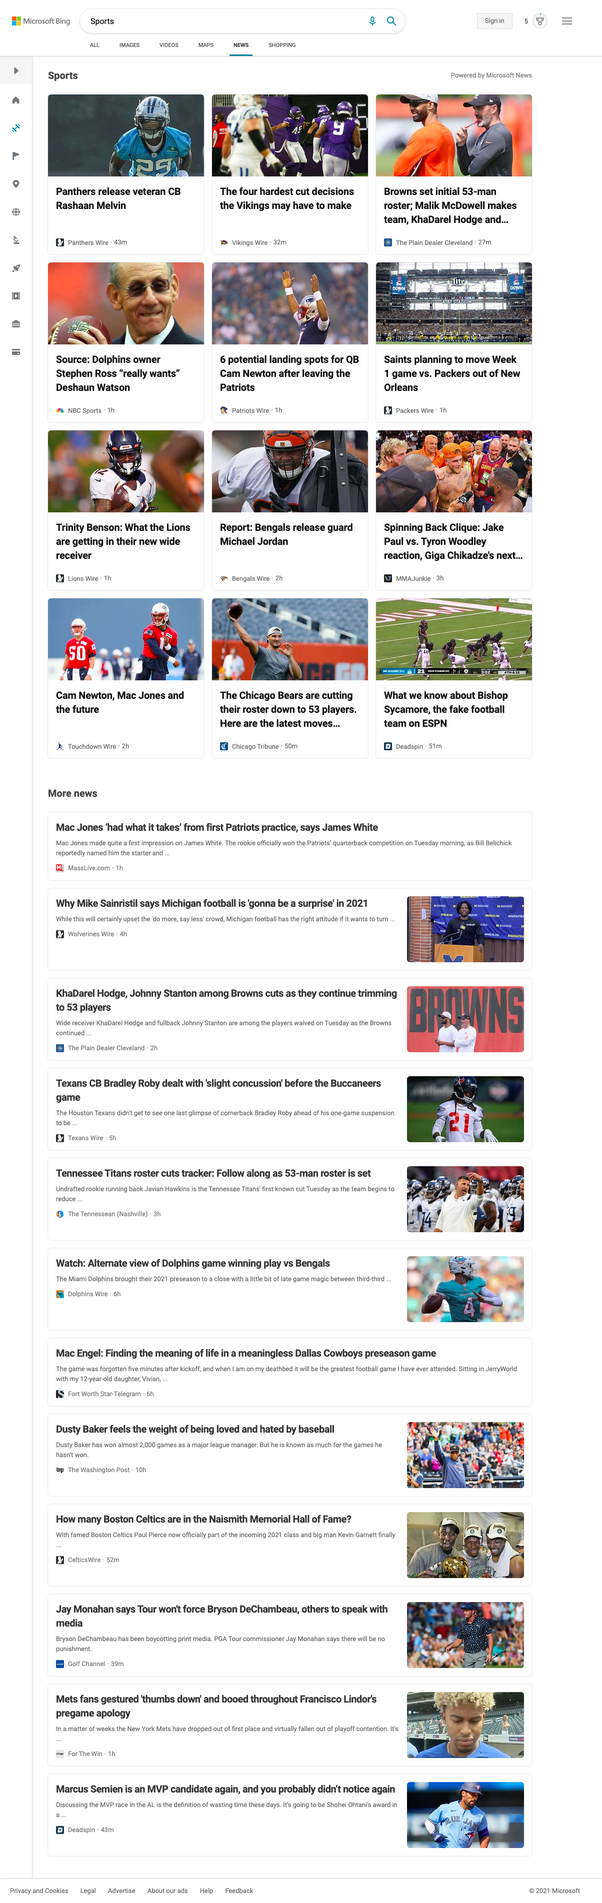 Microsoft Bing
Sports
Sign in
5
ALL IMAGES VIDEOS MAPS NEWS SHOPPING
Sports
Powered by Microsoft News
Panthers release veteran CB
Rashaan Melvin
Panthers Wire · 43m
The four hardest cut decisions
the Vikings may have to make
Vikings Wire · 32m
Browns set initial 53-man
roster; Malik McDowell makes
team, KhaDarel Hodge and...
The Plain Dealer Cleveland · 27m
Source: Dolphins owner
Stephen Ross “really wants”
Deshaun Watson
NBC Sports · 1h
6 potential landing spots for QB
Cam Newton after leaving the
Patriots
Patriots Wire · 1h
Saints planning to move Week
1 game vs. Packers out of New
Orleans
Packers Wire · 1h
Trinity Benson: What the Lions
are getting in their new wide
receiver
Lions Wire · 1h
Report: Bengals release guard
Michael Jordan
Bengals Wire · 2h
Spinning Back Clique: Jake
Paul vs. Tyron Woodley
reaction, Giga Chikadze's next...
MMAJunkie · 3h
Cam Newton, Mac Jones and
the future
Touchdown Wire · 2h
The Chicago Bears are cutting
their roster down to 53 players.
Here are the latest moves...
Chicago Tribune · 50m
What we know about Bishop
Sycamore, the fake football
team on ESPN
Deadspin · 51m
More news
Mac Jones ‘had what it takes’ from first Patriots practice, says James White
Mac Jones made quite a first impression on James White. The rookie officially won the Patriots' quarterback competition on Tuesday morning, as Bill Belichick
reportedly named him the starter and ...
MassLive.com · 1h
Why Mike Sainristil says Michigan football is 'gonna be a surprise' in 2021
While this will certainly upset the 'do more, say less' crowd, Michigan football has the right attitude if it wants to turn ...
Wolverines Wire · 4h
KhaDarel Hodge, Johnny Stanton among Browns cuts as they continue trimming
to 53 players
Wide receiver KhaDarel Hodge and fullback Johnny Stanton are among the players waived on Tuesday as the Browns
continued ...
The Plain Dealer Cleveland · 2h
BROWNS
Texans CB Bradley Roby dealt with 'slight concussion' before the Buccaneers
game
The Houston Texans didn't get to see one last glimpse of cornerback Bradley Roby ahead of his one-game suspension
to be ...
Texans Wire · 5h
21
Tennessee Titans roster cuts tracker: Follow along as 53-man roster is set
Undrafted rookie running back Javian Hawkins is the Tennessee Titans' first known cut Tuesday as the team begins to
reduce ...
The Tennessean (Nashville) · 3h
Watch: Alternate view of Dolphins game winning play vs Bengals
The Miami Dolphins brought their 2021 preseason to a close with a little bit of late game magic between third-third ...
Dolphins Wire · 6h
Mac Engel: Finding the meaning of life in a meaningless Dallas Cowboys preseason game
The game was forgotten five minutes after kickoff, and when I am on my deathbed it will be the greatest football game I have ever attended. Sitting in JerryWorld
with my 12-year-old daughter, Vivian, ...
Fort Worth Star-Telegram · 6h
Dusty Baker feels the weight of being loved and hated by baseball
Dusty Baker has won almost 2,000 games as a major league manager. But he is known as much for the games he
hasn't won.
The Washington Post · 10h
How many Boston Celtics are in the Naismith Memorial Hall of Fame?
With famed Boston Celtics Paul Pierce now officially part of the incoming 2021 class and big man Kevin Garnett finally
...
CelticsWire · 52m
Jay Monahan says Tour won't force Bryson DeChambeau, others to speak with
media
Bryson DeChambeau has been boycotting print media. PGA Tour commissioner Jay Monahan says there will be no
punishment.
Golf Channel · 39m
Mets fans gestured 'thumbs down' and booed throughout Francisco Lindor's
pregame apology
In a matter of weeks the New York Mets have dropped out of first place and virtually fallen out of playoff contention. It's
...
For The Win · 1h
Marcus Semien is an MVP candidate again, and you probably didn’t notice again
Discussing the MVP race in the AL is the definition of wasting time these days. It's going to be Shohei Ohtani's award in
a ...
Deadspin · 43m
Privacy and Cookies Legal Advertise About our ads Help Feedback
© 2021 Microsoft